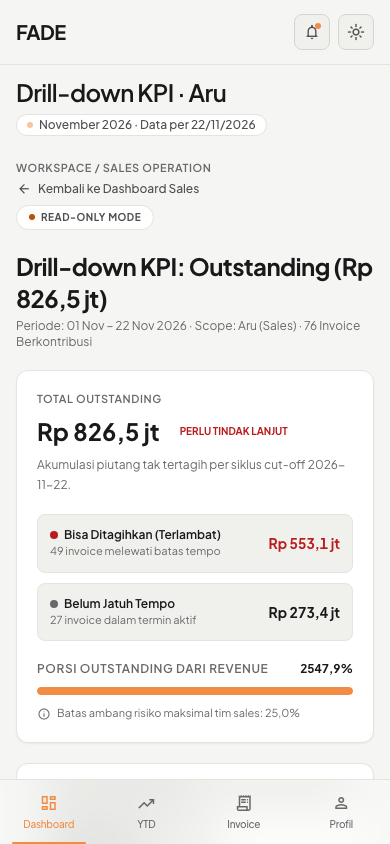 FADE
Drill-down KPI · Aru
November 2026 · Data per 22/11/2026
WORKSPACE / SALES OPERATION
Kembali ke Dashboard Sales
READ-ONLY MODE
Drill-down KPI: Outstanding (Rp
826,5 jt)
Periode: 01 Nov – 22 Nov 2026 · Scope: Aru (Sales) · 76 Invoice
Berkontribusi
TOTAL OUTSTANDING
Rp 826,5 jt PERLU TINDAK LANJUT
Akumulasi piutang tak tertagih per siklus cut-off 2026-
11-22.
Bisa Ditagihkan (Terlambat)
49 invoice melewati batas tempo
Rp 553,1 jt
Belum Jatuh Tempo
27 invoice dalam termin aktif
Rp 273,4 jt
PORSI OUTSTANDING DARI REVENUE 2547,9%
Batas ambang risiko maksimal tim sales: 25,0%
Dashboard YTD Invoice Profil